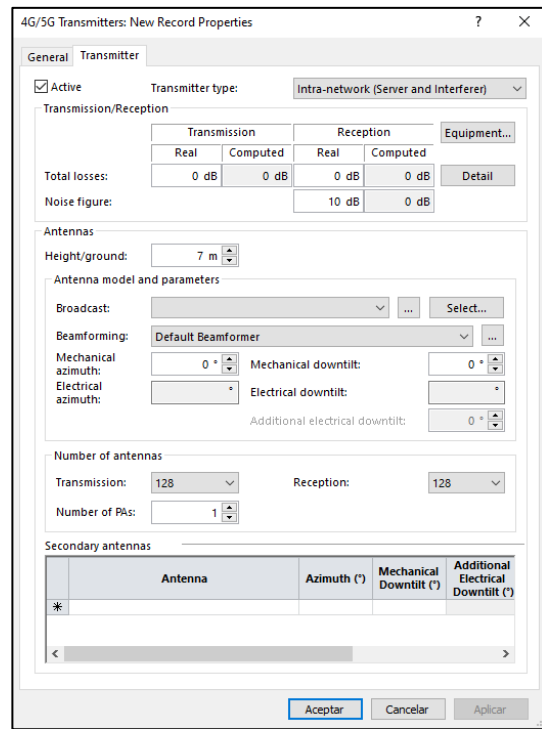 4G/5G Transmitters: New Record Properties ? ×
General Transmitter
Active Transmitter type: Intra-network (Server and Interferer)
Transmission/Reception
Transmission Reception Equipment...
Real Computed Real Computed
Total losses: 0 dB 0 dB 0 dB 0 dB Detail
Noise figure: 10 dB 0 dB
Antennas
Height/ground: 7 m
Antenna model and parameters
Broadcast: ... Select...
Beamforming: Default Beamformer ...
Mechanical azimuth: 0 ° Mechanical downtilt: 0 °
Electrical azimuth: ° Electrical downtilt: °
Additional electrical downtilt: 0 °
Number of antennas
Transmission: 128 Reception: 128
Number of PAs: 1
Secondary antennas
Antenna Azimuth (°) Mechanical Downtilt (°) Additional Electrical Downtilt (°)
*
< >
Aceptar Cancelar Aplicar